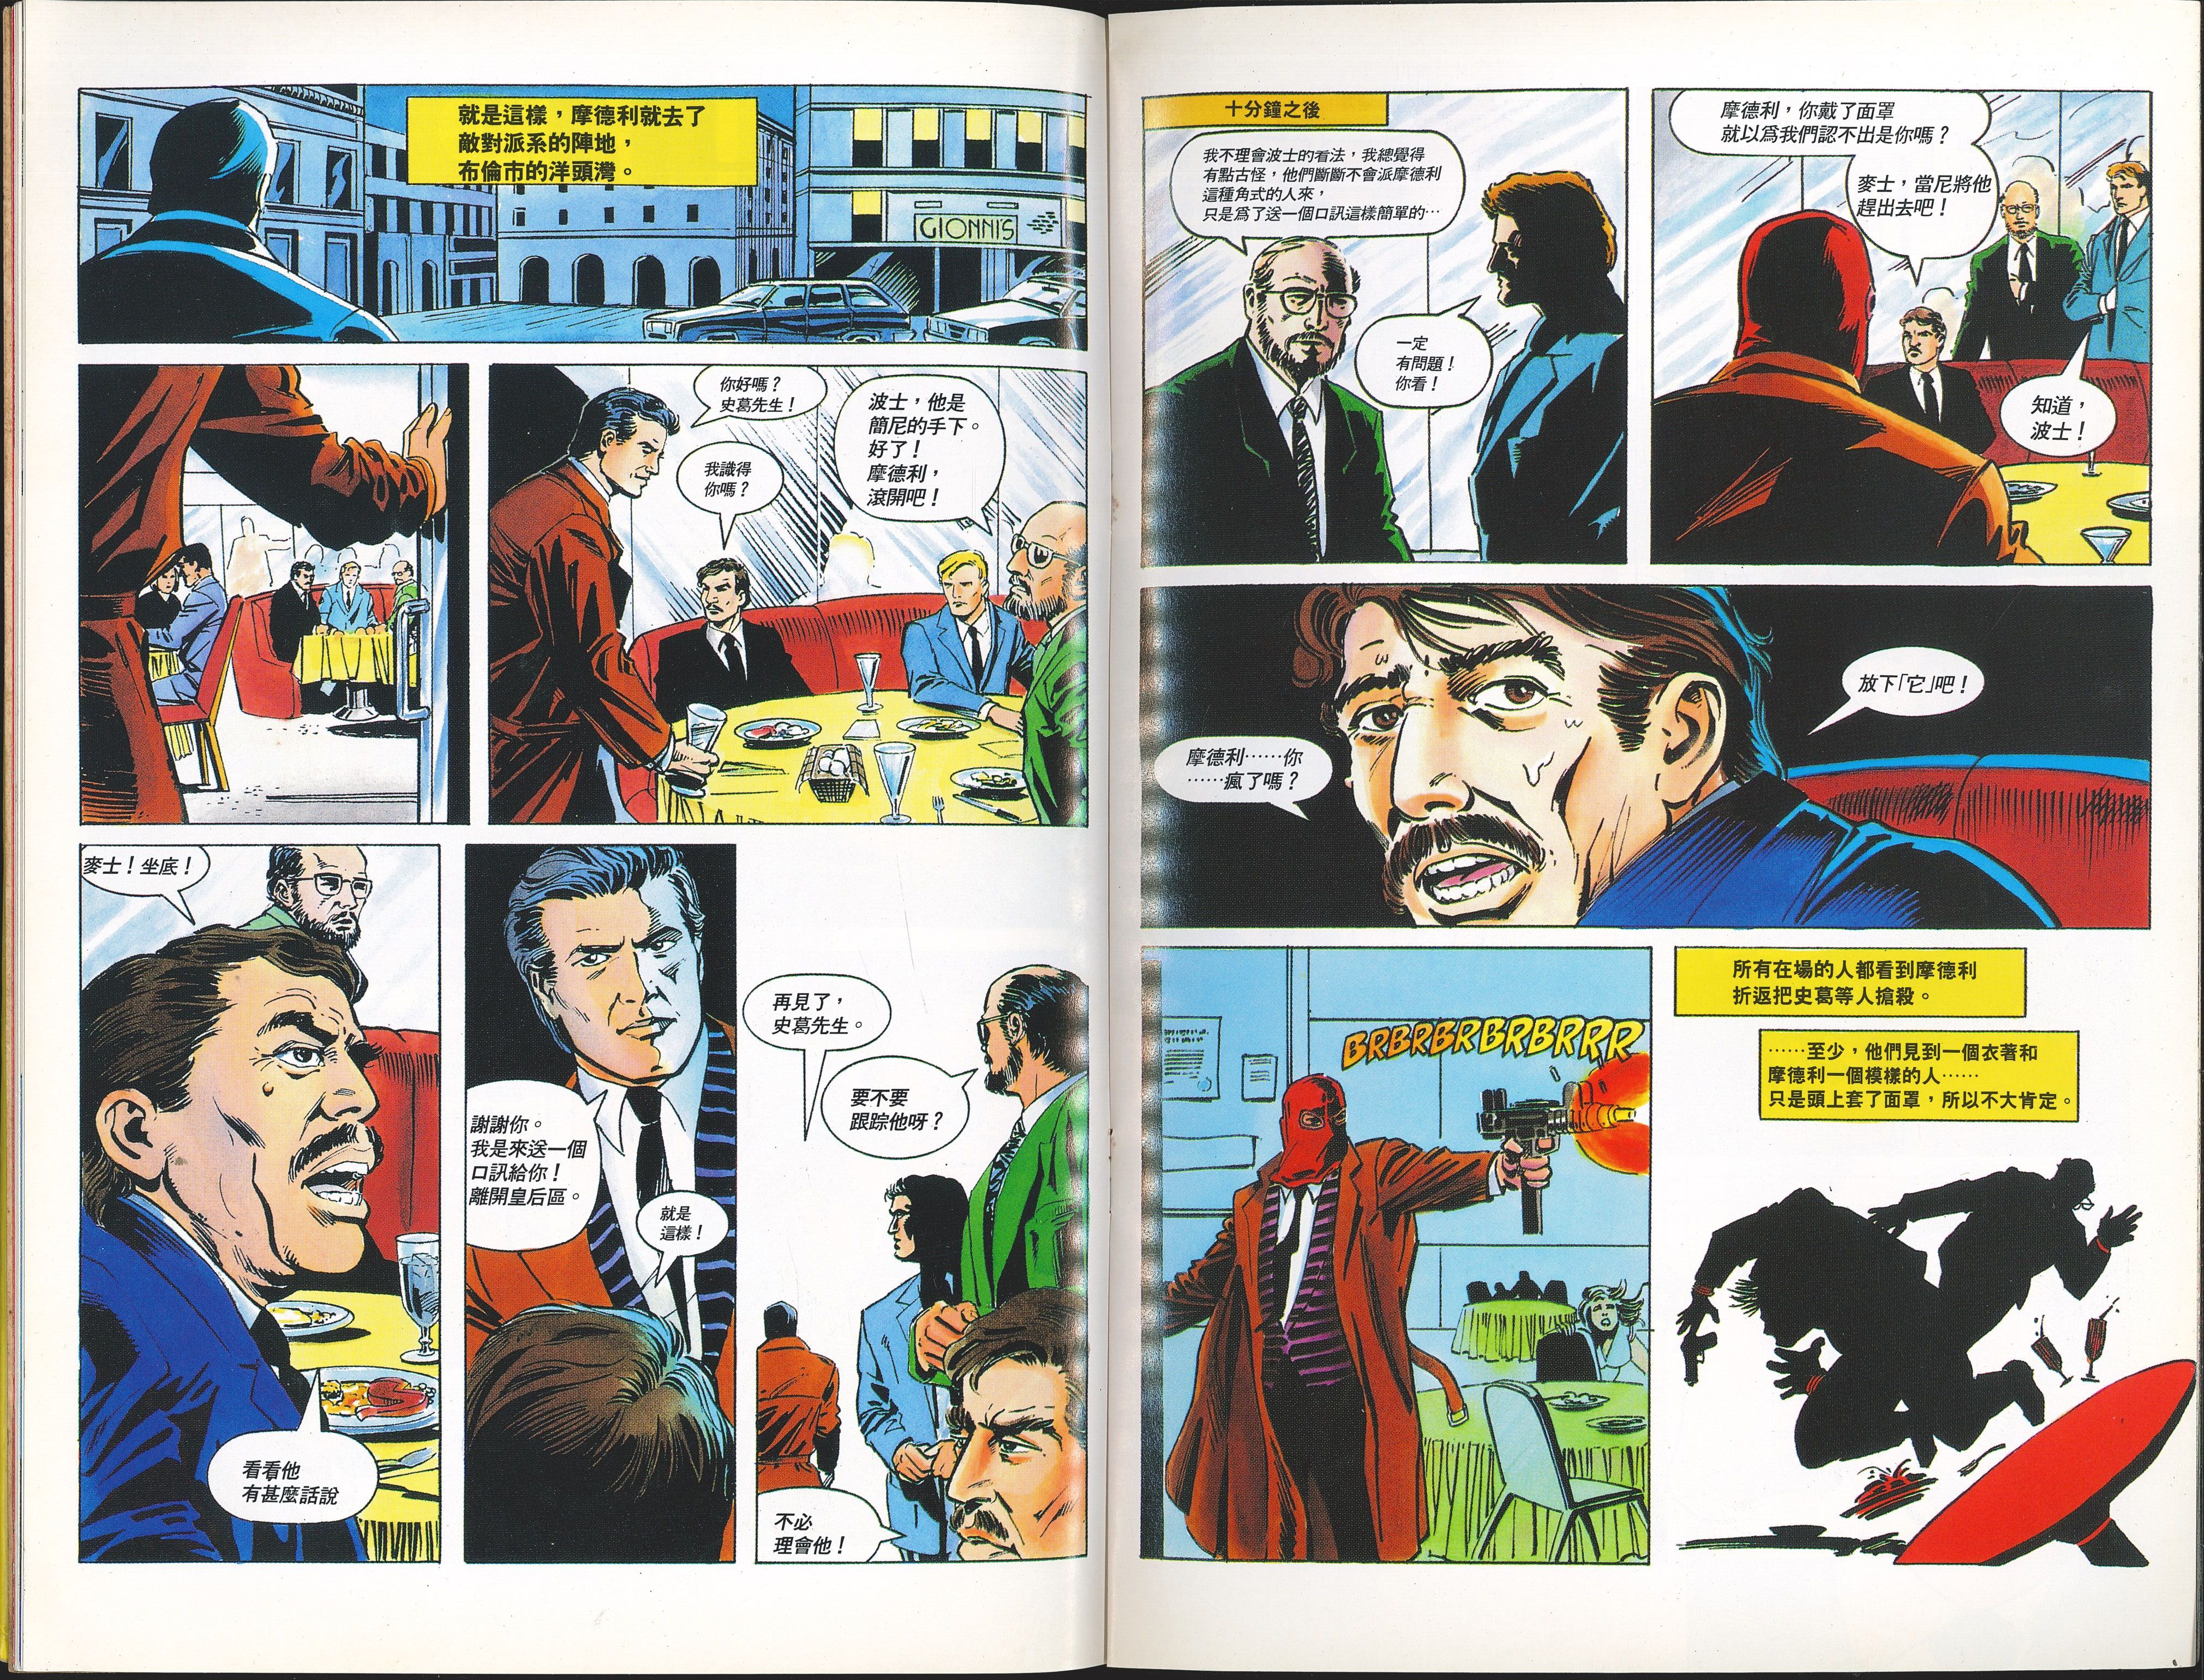 就是這樣，摩德利就去了
敵對派系的陣地，
布倫市的洋頭灣。
GIONNI'S
你好嗎？
史葛先生！
我識得
你嗎？
波士，他是
簡尼的手下。
好了！
摩德利，
滾開吧！
麥士！坐底！
看看他
有甚麼話說
謝謝你。
我是來送一個
口訊給你！
離開皇后區。
就是
這樣！
再見了，
史葛先生。
要不要
跟踪他呀？
不必
理會他！
十分鐘之後
我不理會波士的看法，我總覺得
有點古怪，他們斷斷不會派摩德利
這種角式的人來，
只是爲了送一個口訊這樣簡單的…
一定
有問題！
你看！
摩德利，你戴了面罩
就以爲我們認不出是你嗎？
麥士，當尼將他
趕出去吧！
知道，
波士！
放下「它」吧！
摩德利……你
……瘋了嗎？
BRBRBRBRBRBRRR
所有在場的人都看到摩德利
折返把史葛等人搶殺。
……至少，他們見到一個衣著和
摩德利一個模樣的人……
只是頭上套了面罩，所以不大肯定。